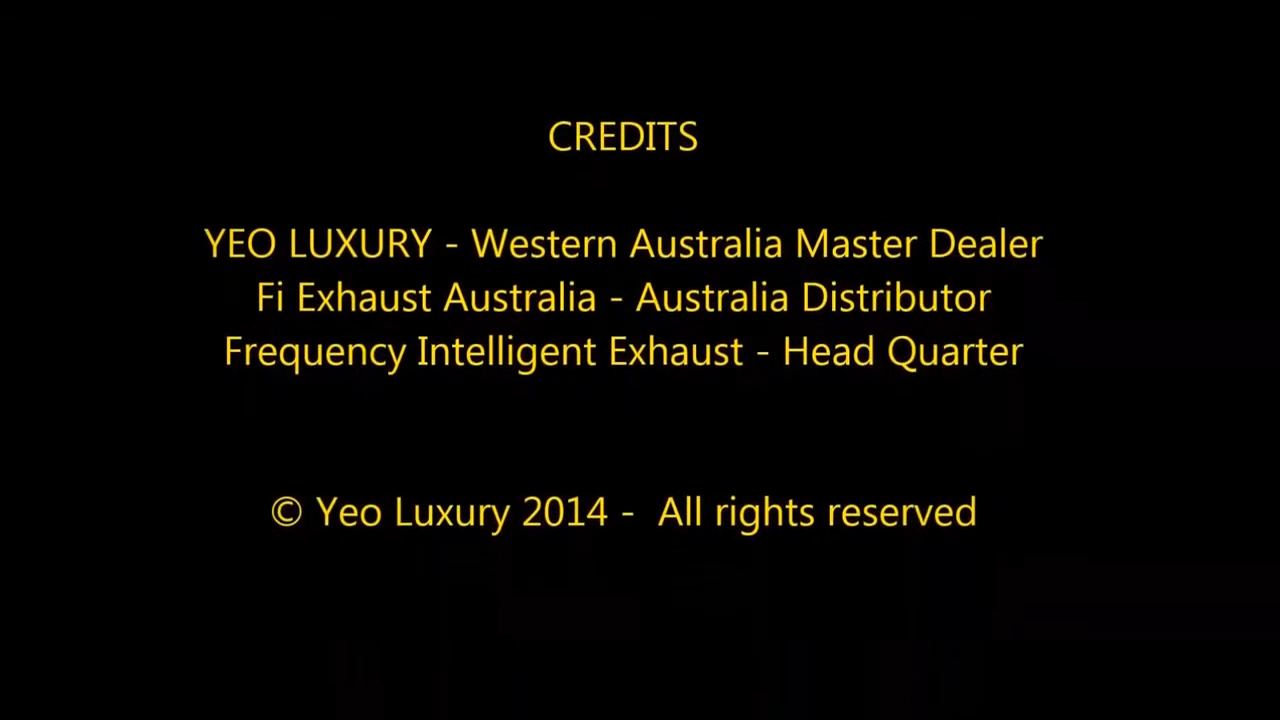 CREDITS
YEO LUXURY - Western Australia Master Dealer
Fi Exhaust Australia - Australia Distributor
Frequency Intelligent Exhaust - Head Quarter
© Yeo Luxury 2014 -  All rights reserved